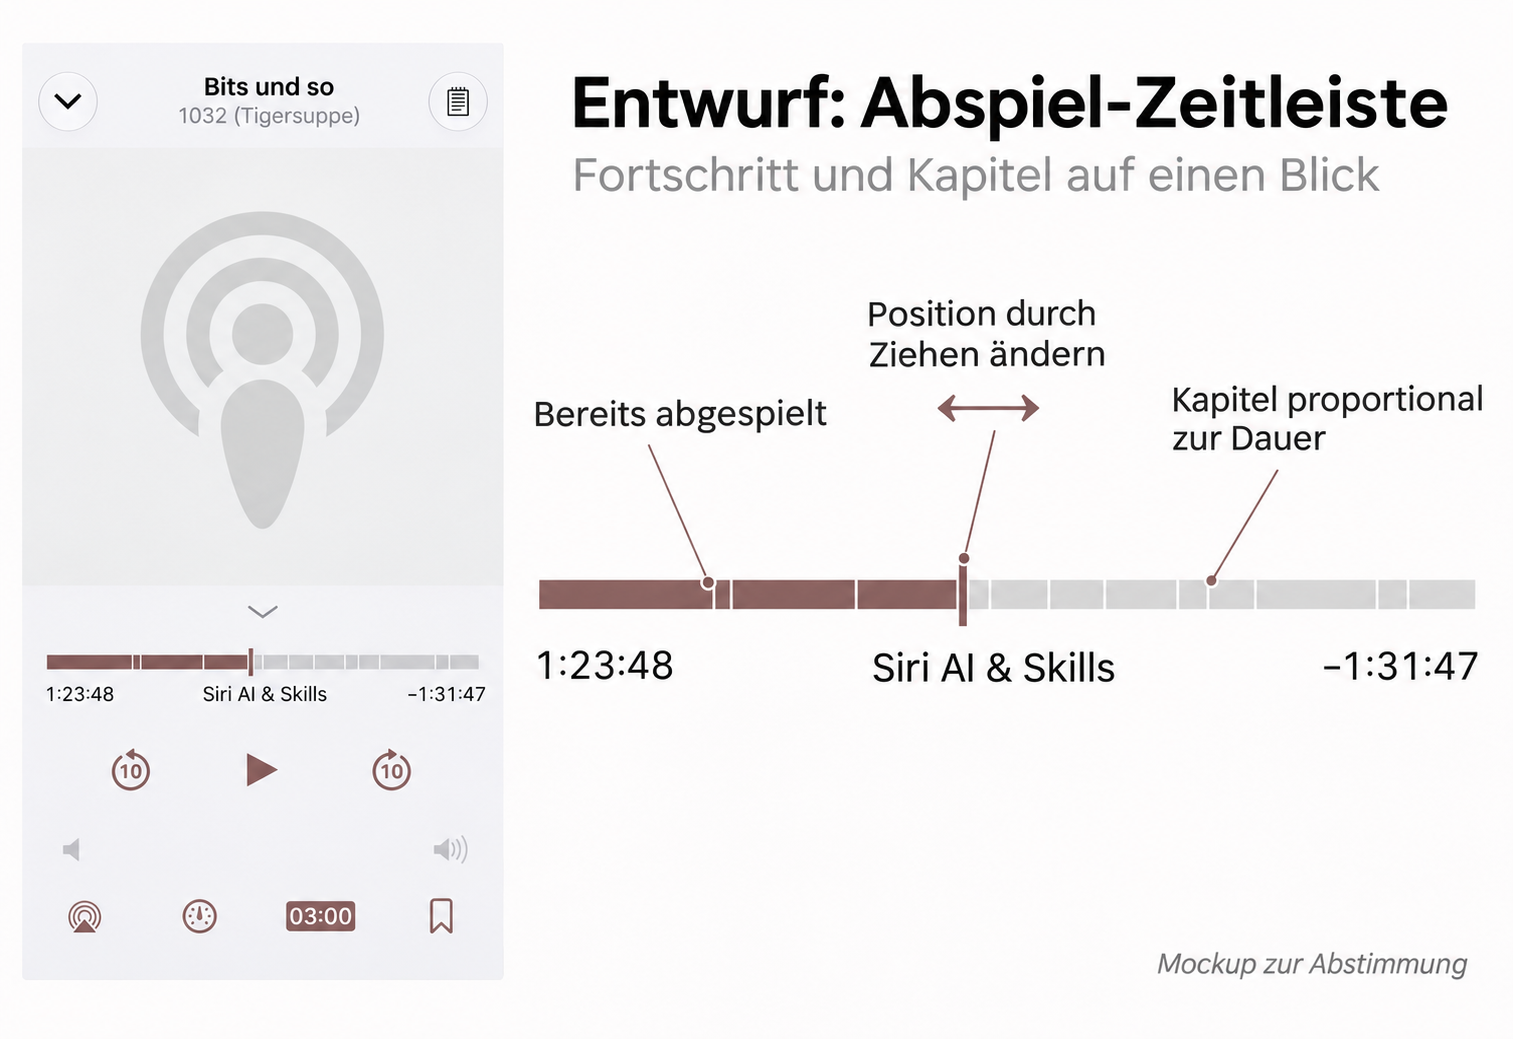 Bits und so
1032 (Tigersuppe)
1:23:48
Siri AI & Skills
−1:31:47
10
10
03:00
Entwurf: Abspiel-Zeitleiste
Fortschritt und Kapitel auf einen Blick
Position durch
Ziehen ändern
Bereits abgespielt
Kapitel proportional
zur Dauer
1:23:48
Siri AI & Skills
−1:31:47
Mockup zur Abstimmung